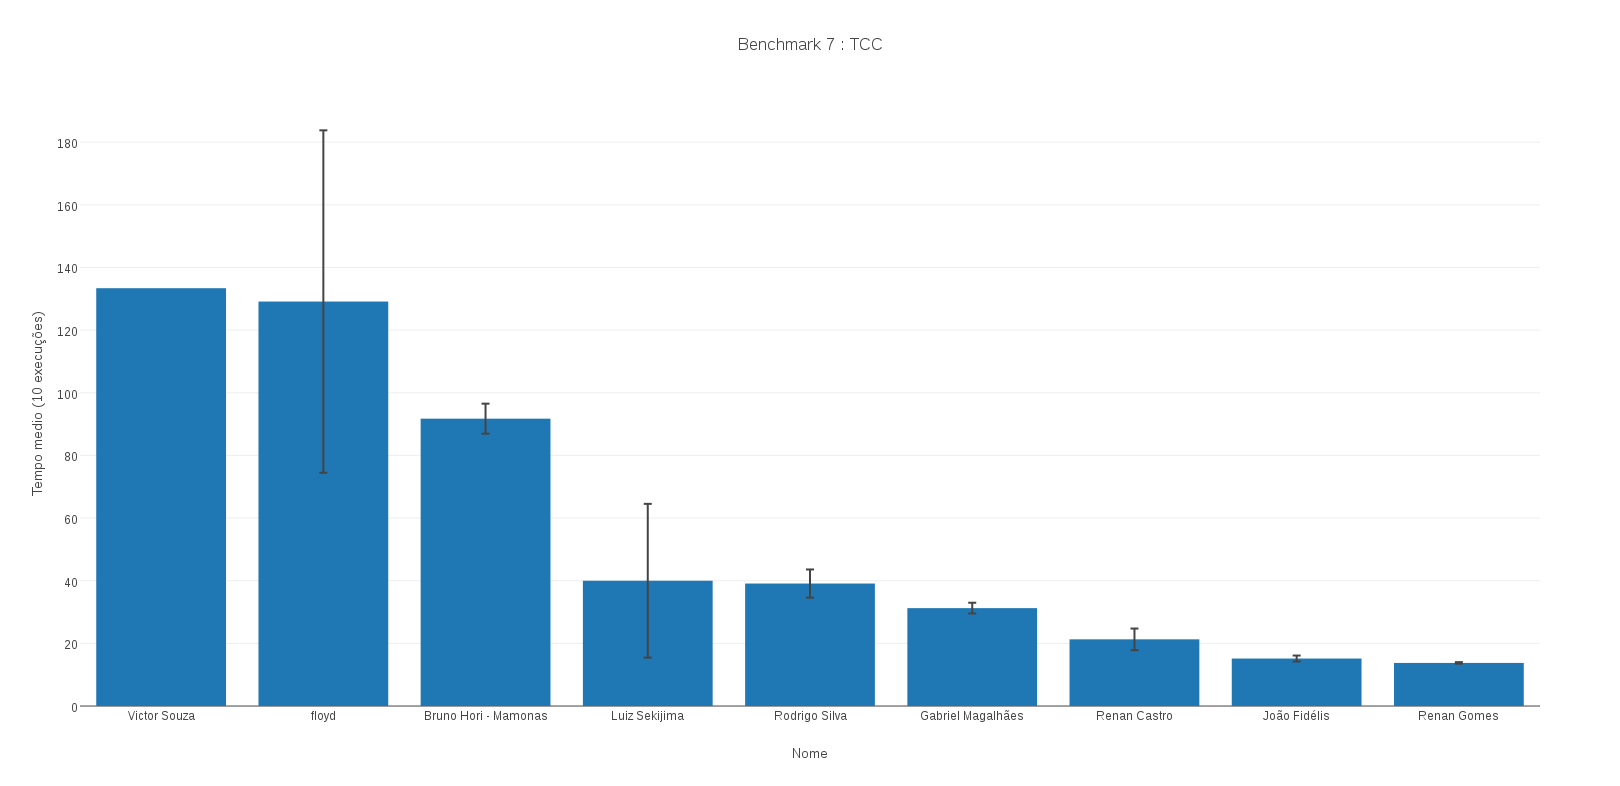 Benchmark 7 : TCC
Tempo medio (10 execuções)
180
160
140
120
100
80
60
40
20
0
Victor Souza
floyd
Bruno Hori - Mamonas
Luiz Sekijima
Rodrigo Silva
Gabriel Magalhães
Renan Castro
João Fidélis
Renan Gomes
Nome